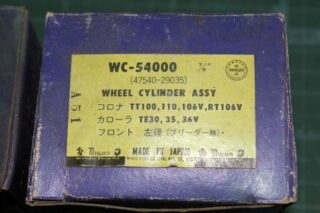 WC-54000
(47540-29035)
WHEEL CYLINDER ASSY
A51
コロナ TT100,110,106V,RT106V
カローラ TE30,35,36V
フロント 左後(ブリーダー無)
MADE IN JAPAN